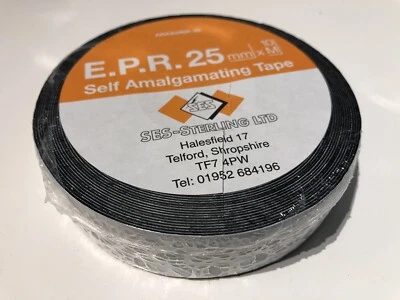 E.P.R. 25 mm x 10 M
Self Amalgamating Tape
SES
SES-STERLING LTD
Halesfield 17
Telford, Shropshire
TF7 4PW
Tel: 01952 684196